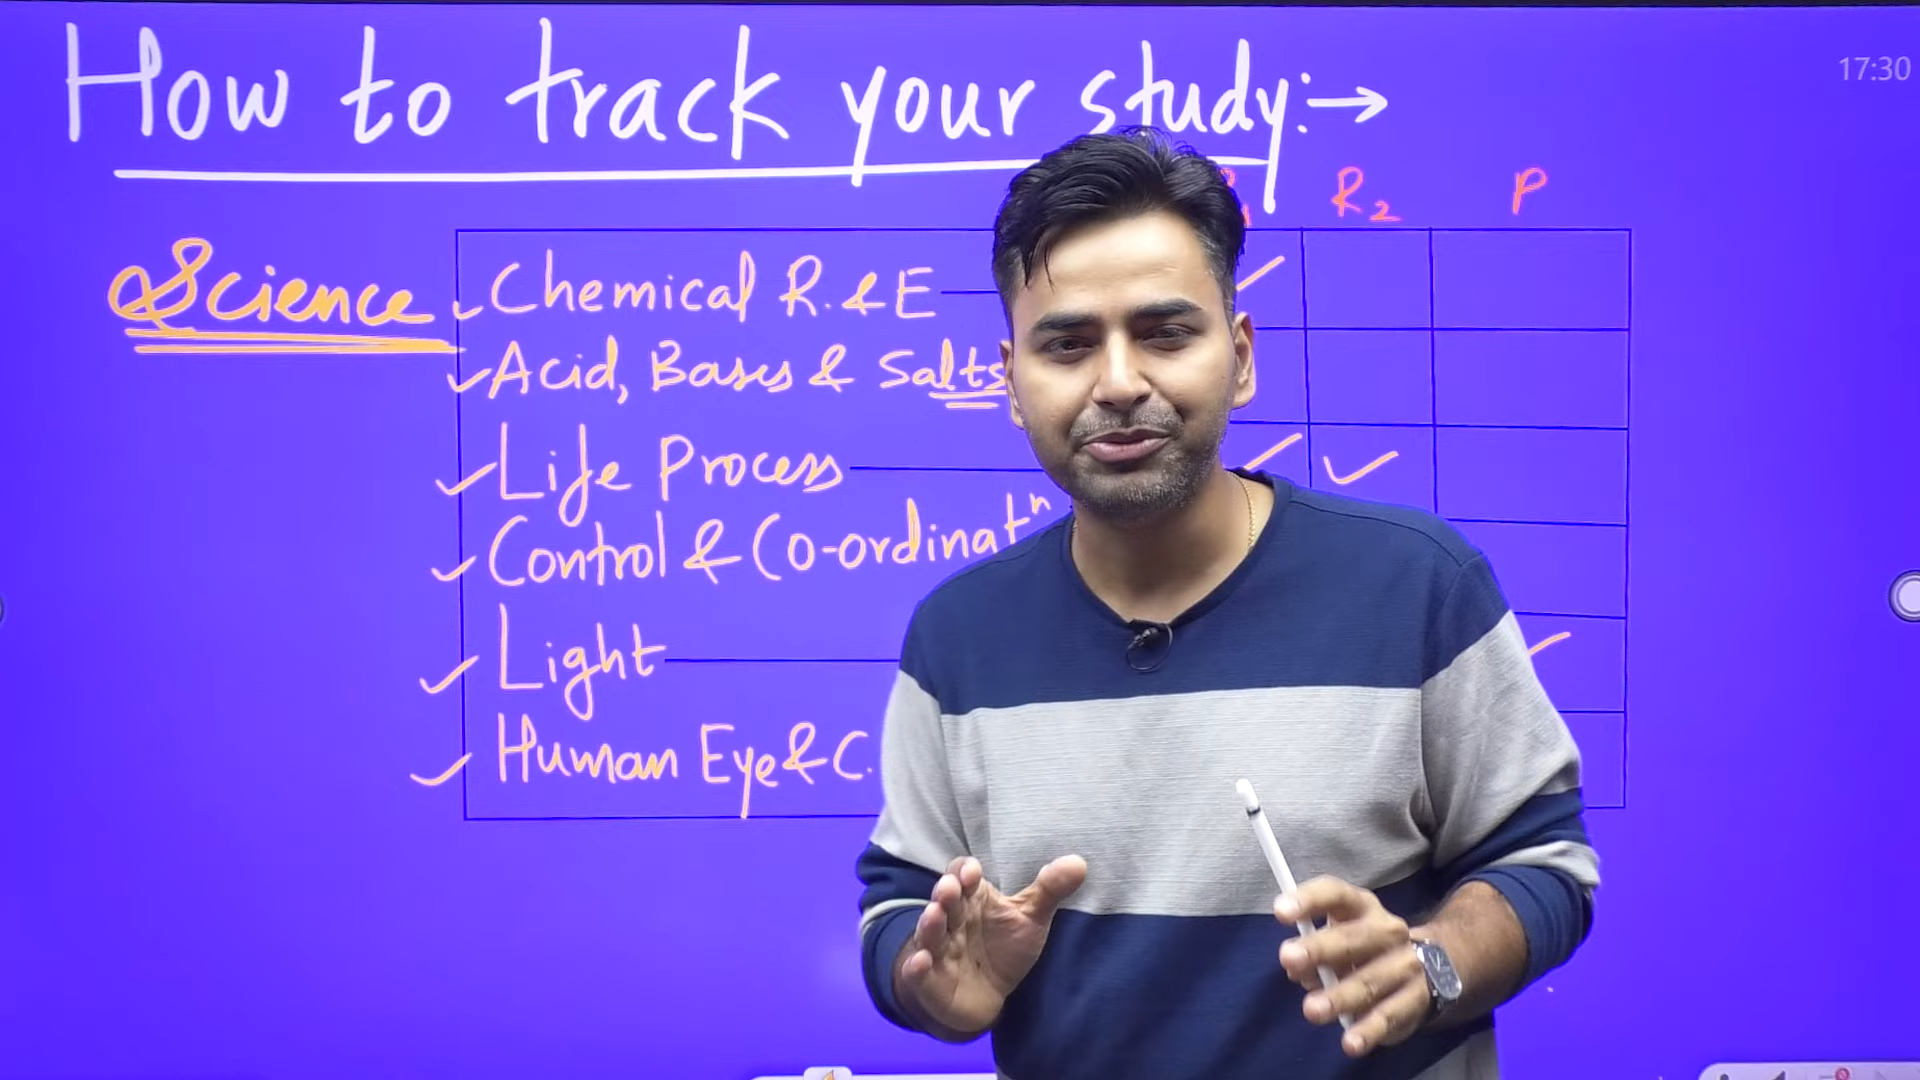 How to track your study:→
17:30
R2 P
Science
Chemical R. & E
Acid, Bases & Salts
Life Process
Control & Co-ordinatn
Light
Human Eye & C.